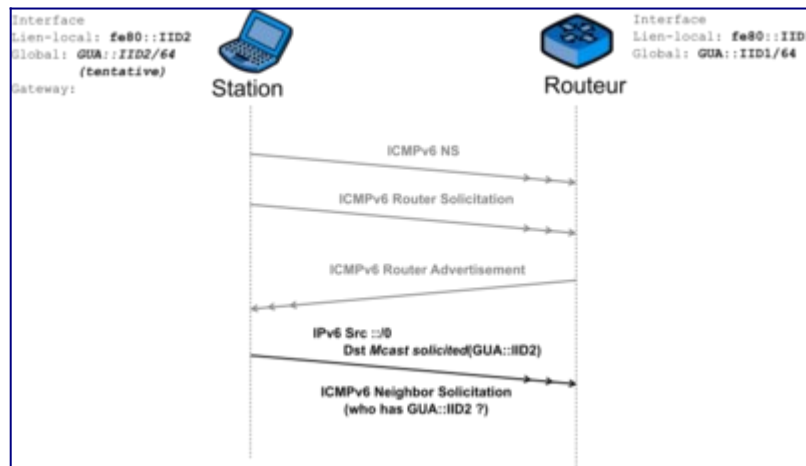 Interface
Lien-local: fe80::IID2
Global: GUA::IID2/64
(tentative)
Gateway:
Station
Routeur
Interface
Lien-local: fe80::IID
Global: GUA::IID1/64
ICMPv6 NS
ICMPv6 Router Solicitation
ICMPv6 Router Advertisement
IPv6 Src ::/0
Dst Mcast solicited(GUA::IID2)
ICMPv6 Neighbor Solicitation
(who has GUA::IID2 ?)